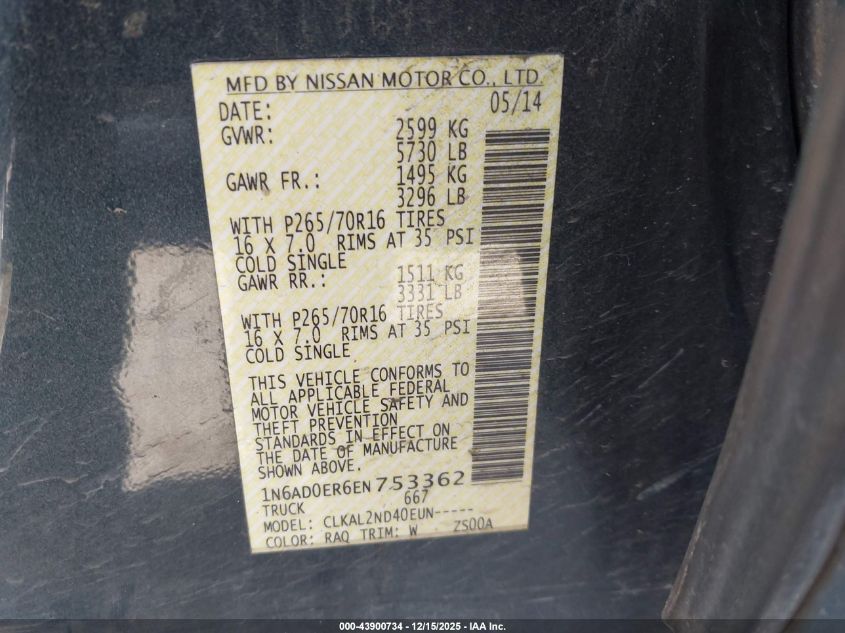 MFD BY NISSAN MOTOR CO., LTD.
DATE: 05/14
GVWR: 2599 KG
5730 LB
GAWR FR.: 1495 KG
3296 LB
WITH P265/70R16 TIRES
16 X 7.0 RIMS AT 35 PSI
COLD SINGLE
GAWR RR.: 1511 KG
3331 LB
WITH P265/70R16 TIRES
16 X 7.0 RIMS AT 35 PSI
COLD SINGLE
THIS VEHICLE CONFORMS TO
ALL APPLICABLE FEDERAL
MOTOR VEHICLE SAFETY AND
THEFT PREVENTION
STANDARDS IN EFFECT ON
THE DATE OF MANUFACTURE
SHOWN ABOVE.
1N6AD0ER6EN753362
TRUCK 667
MODEL: CLKAL2ND40EUN-----
COLOR: RAQ TRIM: W ZS00A
000-43900734 - 12/15/2025 - IAA Inc.